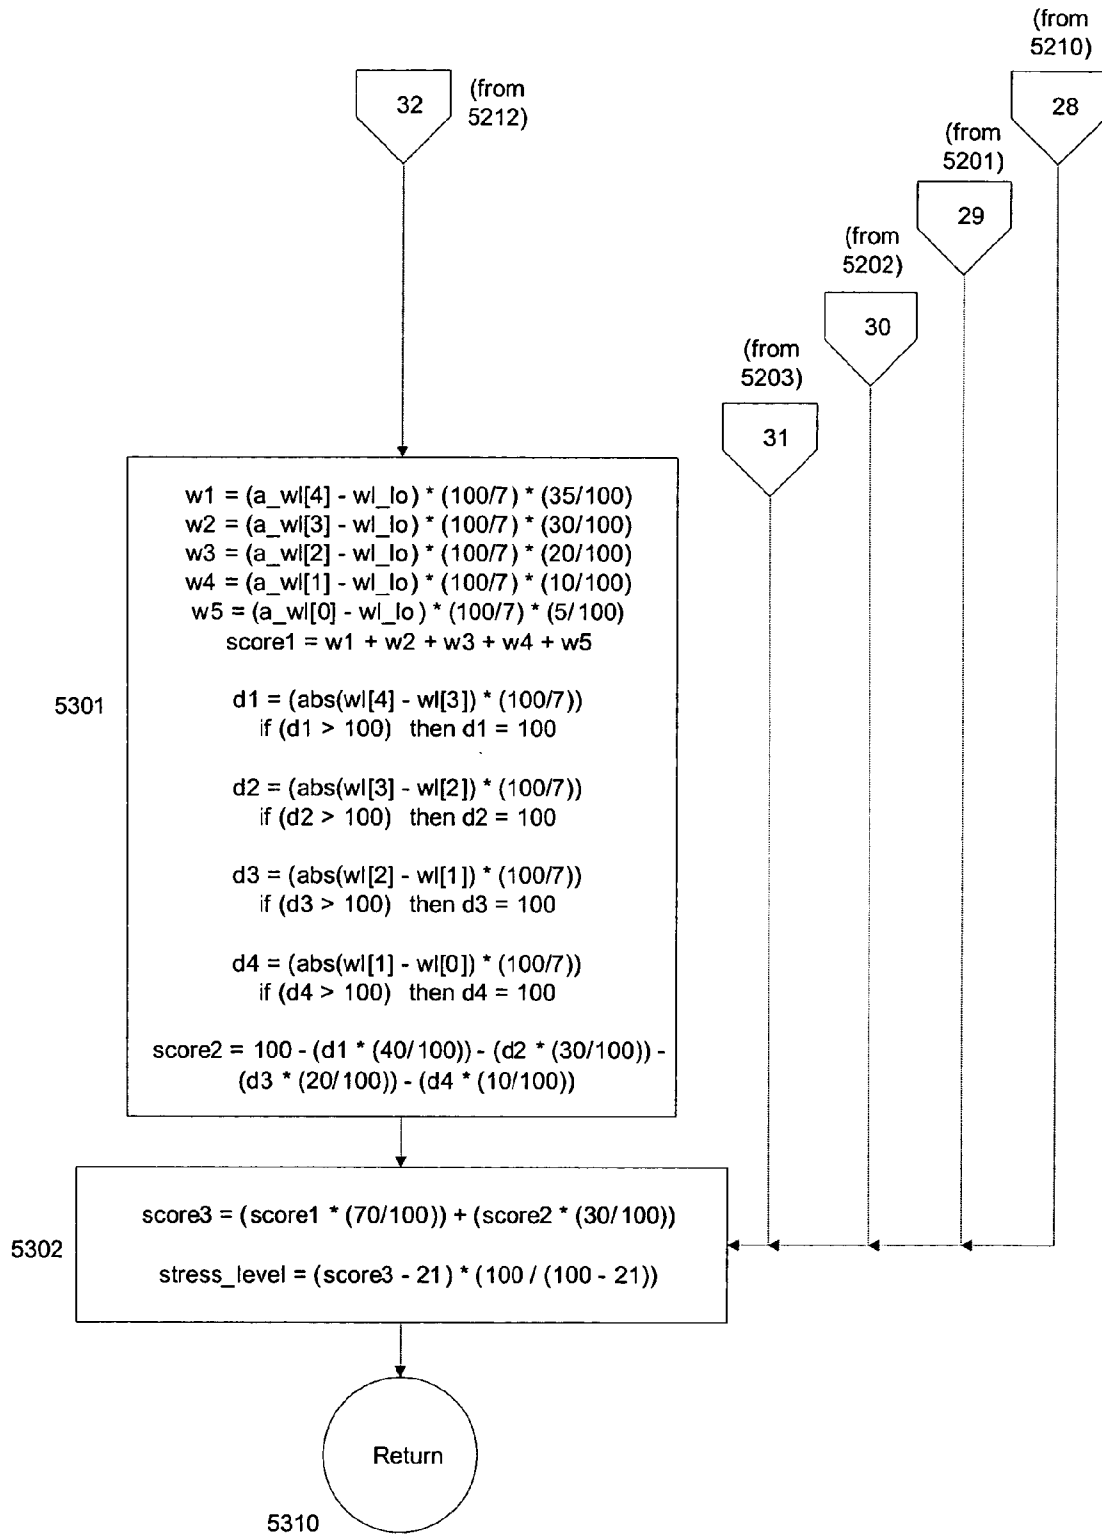 (from
5210)
28
32
(from
5212)
(from
5201)
29
(from
5202)
30
(from
5203)
31
w1 = (a_wl[4] - wl_lo) * (100/7) * (35/100)
w2 = (a_wl[3] - wl_lo) * (100/7) * (30/100)
w3 = (a_wl[2] - wl_lo) * (100/7) * (20/100)
w4 = (a_wl[1] - wl_lo) * (100/7) * (10/100)
w5 = (a_wl[0] - wl_lo) * (100/7) * (5/100)
score1 = w1 + w2 + w3 + w4 + w5
5301
d1 = (abs(wl[4] - wl[3]) * (100/7))
if (d1 > 100) then d1 = 100
d2 = (abs(wl[3] - wl[2]) * (100/7))
if (d2 > 100) then d2 = 100
d3 = (abs(wl[2] - wl[1]) * (100/7))
if (d3 > 100) then d3 = 100
d4 = (abs(wl[1] - wl[0]) * (100/7))
if (d4 > 100) then d4 = 100
score2 = 100 - (d1 * (40/100)) - (d2 * (30/100)) -
(d3 * (20/100)) - (d4 * (10/100))
score3 = (score1 * (70/100)) + (score2 * (30/100))
5302
stress_level = (score3 - 21) * (100 / (100 - 21))
Return
5310